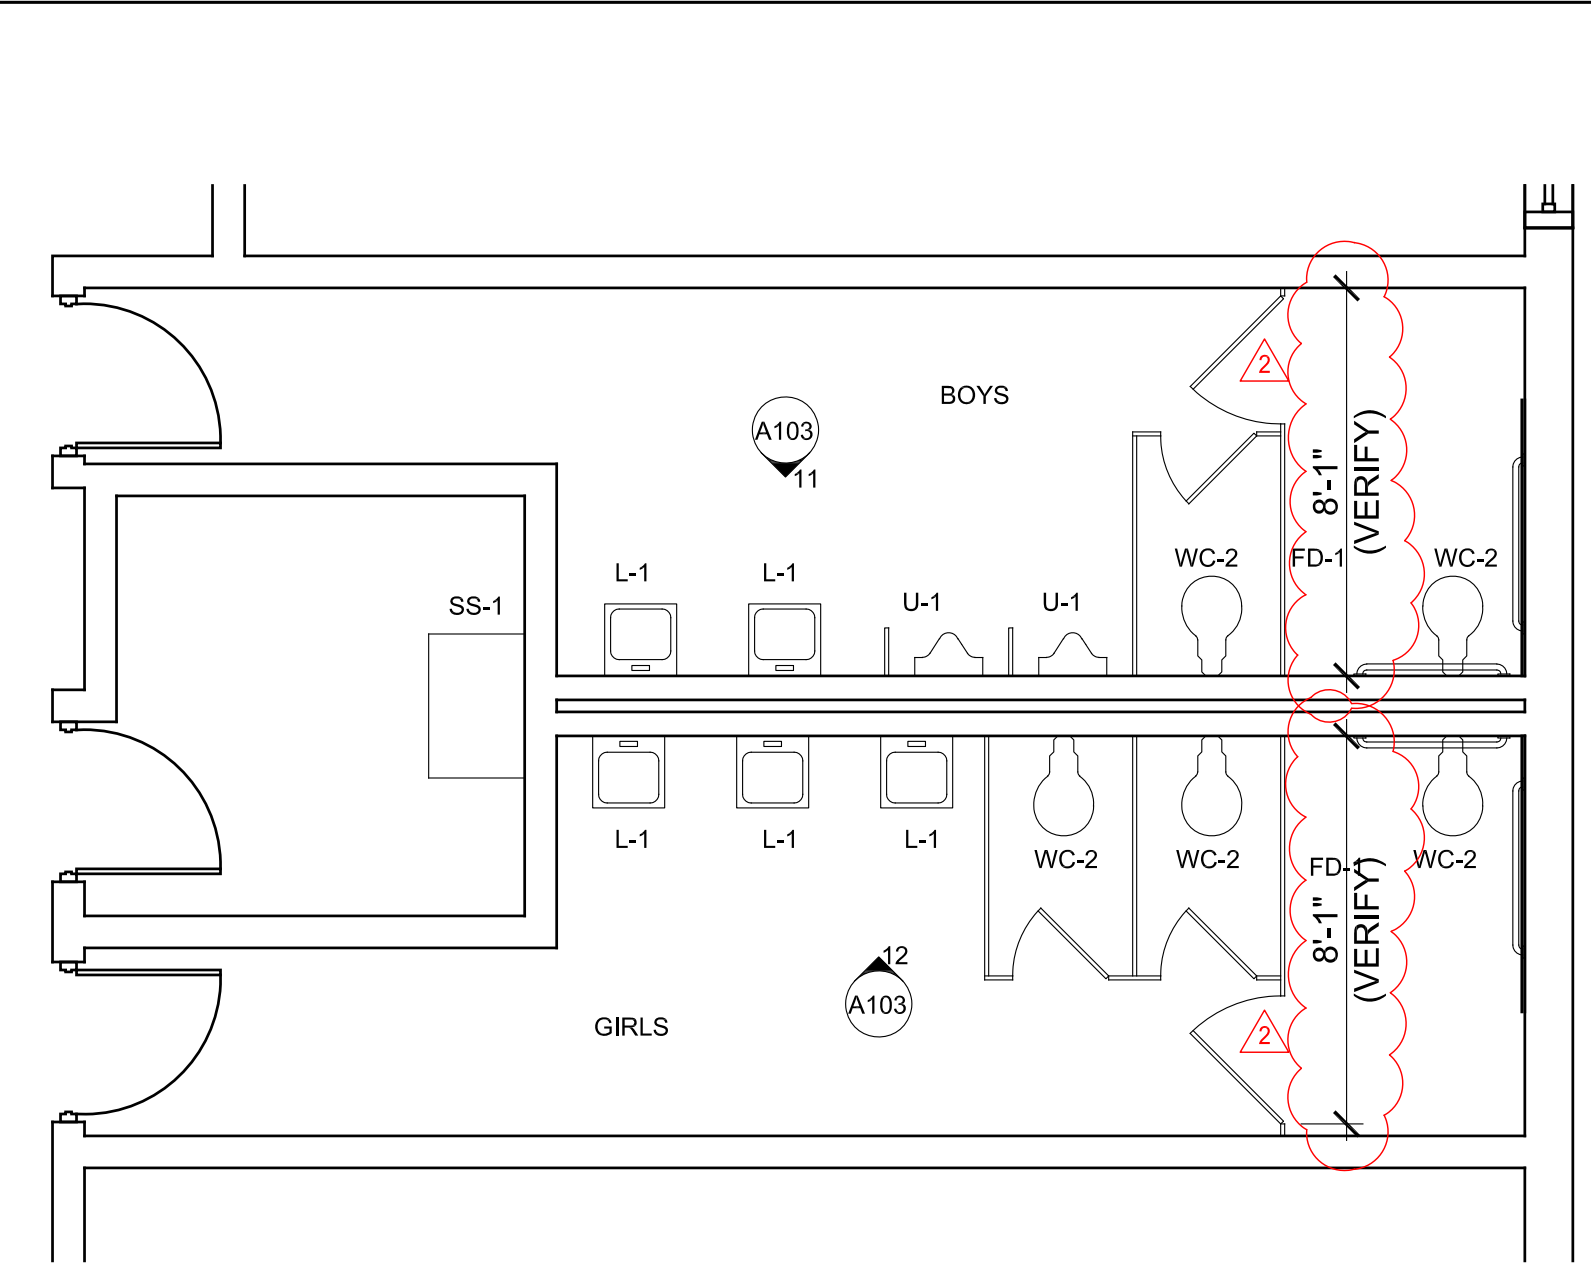 2
BOYS
A103
11
8'-1"
(VERIFY)
WC-2
FD-1
WC-2
L-1
L-1
SS-1
U-1
U-1
L-1
L-1
L-1
WC-2
WC-2
FD-1
WC-2
8'-1"
(VERIFY)
12
A103
GIRLS
2